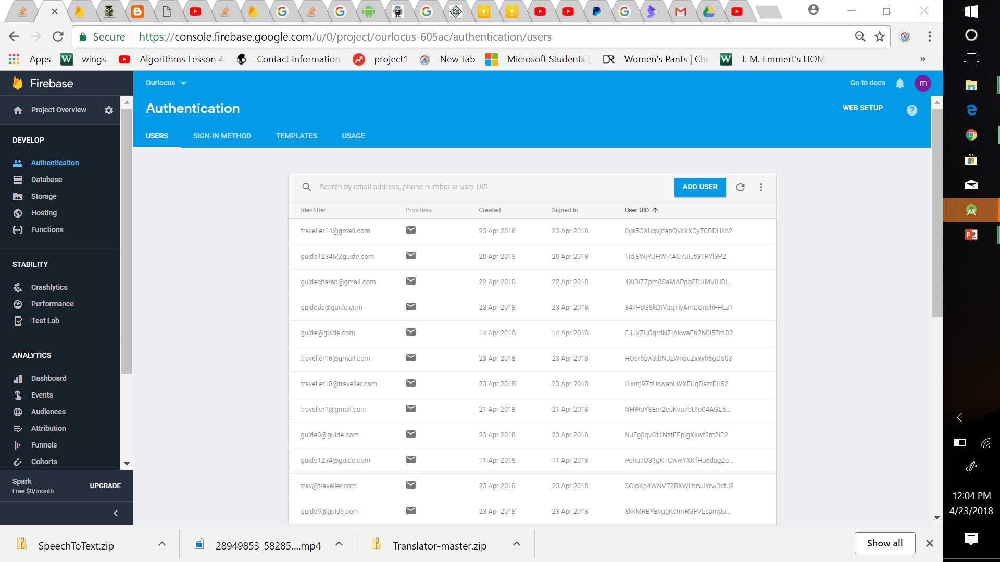 Secure
https://console.firebase.google.com/u/0/project/ourlocus-605ac/authentication/users
Apps
wings
Algorithms Lesson 4
Contact Information
project1
New Tab
Microsoft Students |
Women's Pants | Che
J. M. Emmert's HOM
»
Firebase
Ourlocus
Go to docs
m
Project Overview
Authentication
WEB SETUP
USERS
SIGN-IN METHOD
TEMPLATES
USAGE
DEVELOP
Authentication
Database
Storage
Hosting
Functions
STABILITY
Crashlytics
Performance
Test Lab
ANALYTICS
Dashboard
Events
Audiences
Attribution
Funnels
Cohorts
Spark
Free $0/month
UPGRADE
Search by email address, phone number or user UID
ADD USER
Identifier Providers Created Signed In User UID
traveller14@gmail.com 23 Apr 2018 23 Apr 2018 0ys5OXUqvjdapQVckXCy7CBDHkb2
guide12345@guide.com 20 Apr 2018 20 Apr 2018
guidecharan@gmail.com 22 Apr 2018 22 Apr 2018
guidedc@guide.com 23 Apr 2018 23 Apr 2018 847PsGSkDtVaqTiyAmCCnphFHLz1
guide@guide.com 14 Apr 2018 14 Apr 2018
traveller16@gmail.com 23 Apr 2018 23 Apr 2018 HOsr5sw3ibNJLWnauZxxxh6gOS03
traveller10@traveller.com 23 Apr 2018 23 Apr 2018
traveller1@gmail.com 21 Apr 2018 21 Apr 2018
guide0@guide.com 23 Apr 2018 23 Apr 2018
guide1234@guide.com 11 Apr 2018 11 Apr 2018 Pehu7D31gKTCwwYXKfHu6dagZa...
trav@traveller.com 23 Apr 2018 23 Apr 2018
guide9@guide.com 23 Apr 2018 23 Apr 2018 SkkMRBYBvggKsmrRGP7Lsamdo...
SpeechToText.zip
28949853_58285....mp4
Translator-master.zip
Show all
12:04 PM
4/23/2018